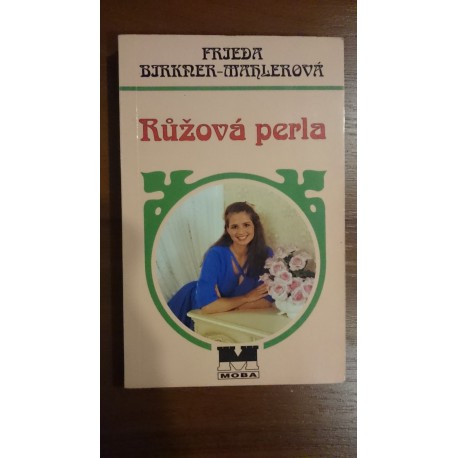 FRIEDA
BIRKNER-MAHLEROVÁ
Růžová perla
MOBA